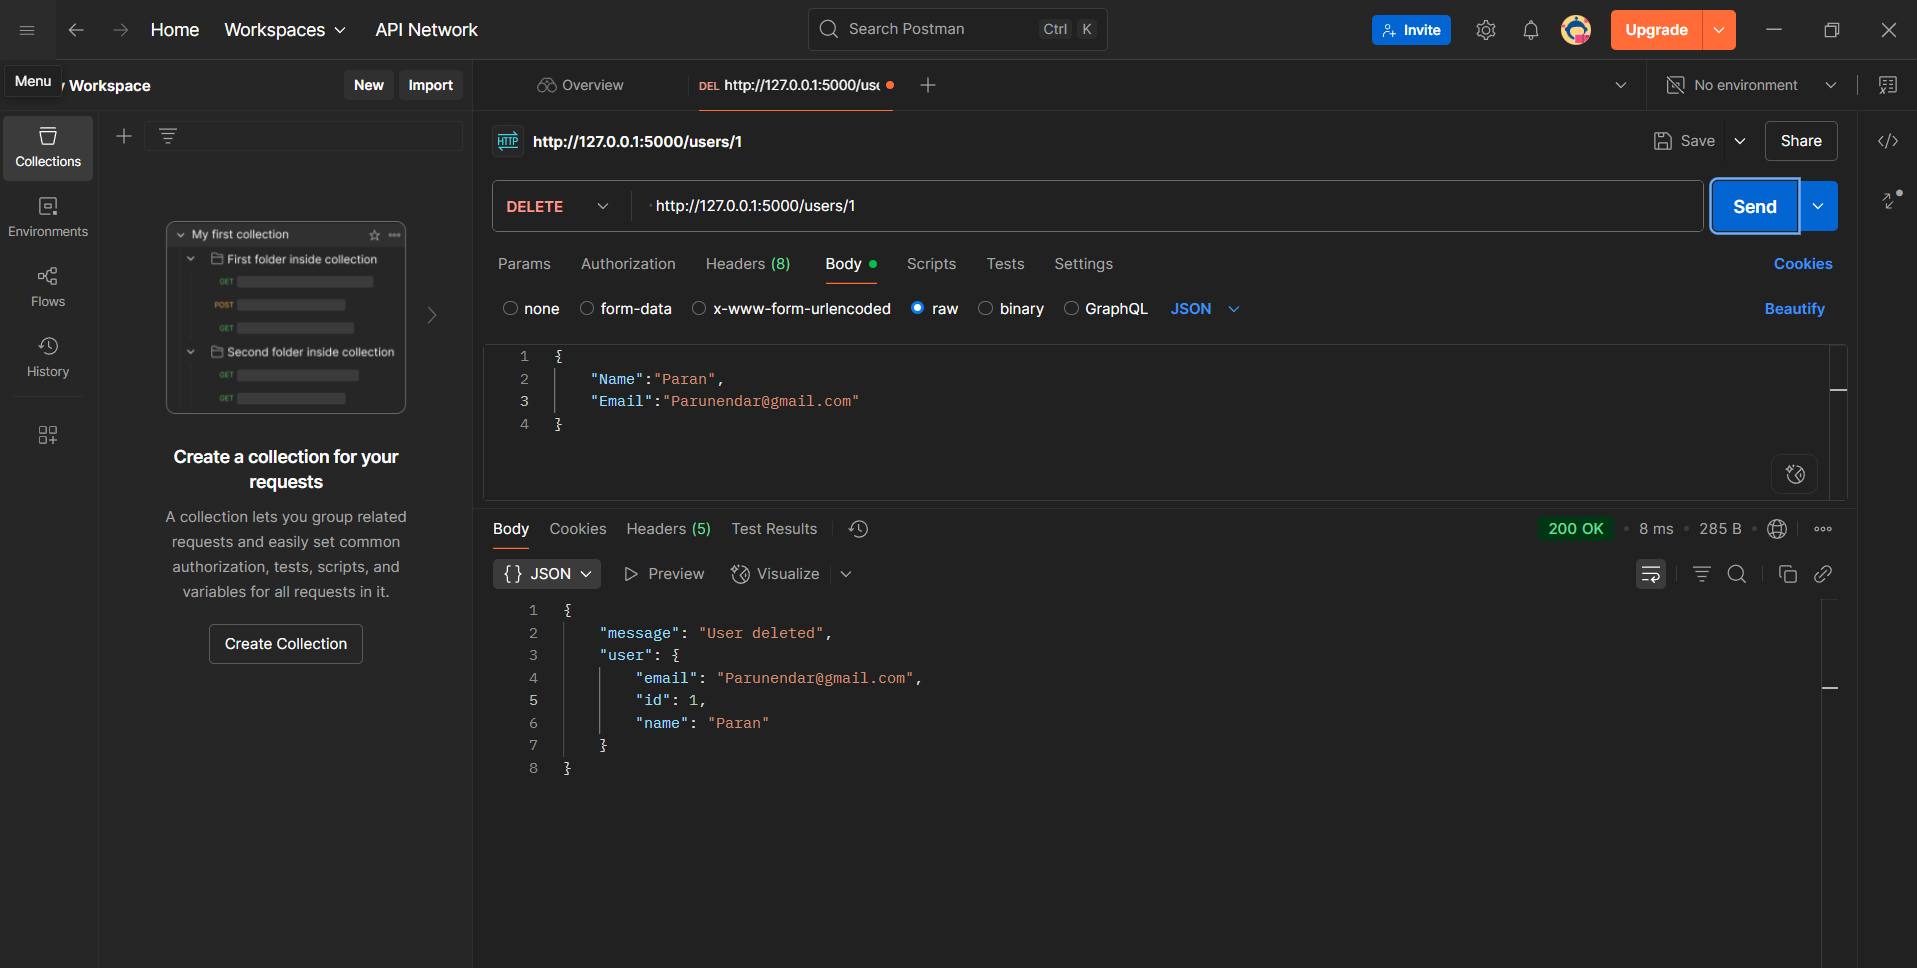 Home Workspaces API Network Search Postman Ctrl K Invite Upgrade
Menu y Workspace New Import Overview DEL http://127.0.0.1:5000/use No environment
Collections
Environments
Flows
History
My first collection
First folder inside collection
GET
POST
GET
Second folder inside collection
GET
GET
Create a collection for your
requests
A collection lets you group related
requests and easily set common
authorization, tests, scripts, and
variables for all requests in it.
Create Collection
HTTP http://127.0.0.1:5000/users/1 Save Share
DELETE http://127.0.0.1:5000/users/1 Send
Params Authorization Headers (8) Body Scripts Tests Settings Cookies
none form-data x-www-form-urlencoded raw binary GraphQL JSON Beautify
1 {
2 "Name":"Paran",
3 "Email":"Parunendar@gmail.com"
4 }
Body Cookies Headers (5) Test Results 200 OK • 8 ms • 285 B •
{} JSON Preview Visualize
1 {
2 "message": "User deleted",
3 "user": {
4 "email": "Parunendar@gmail.com",
5 "id": 1,
6 "name": "Paran"
7 }
8 }